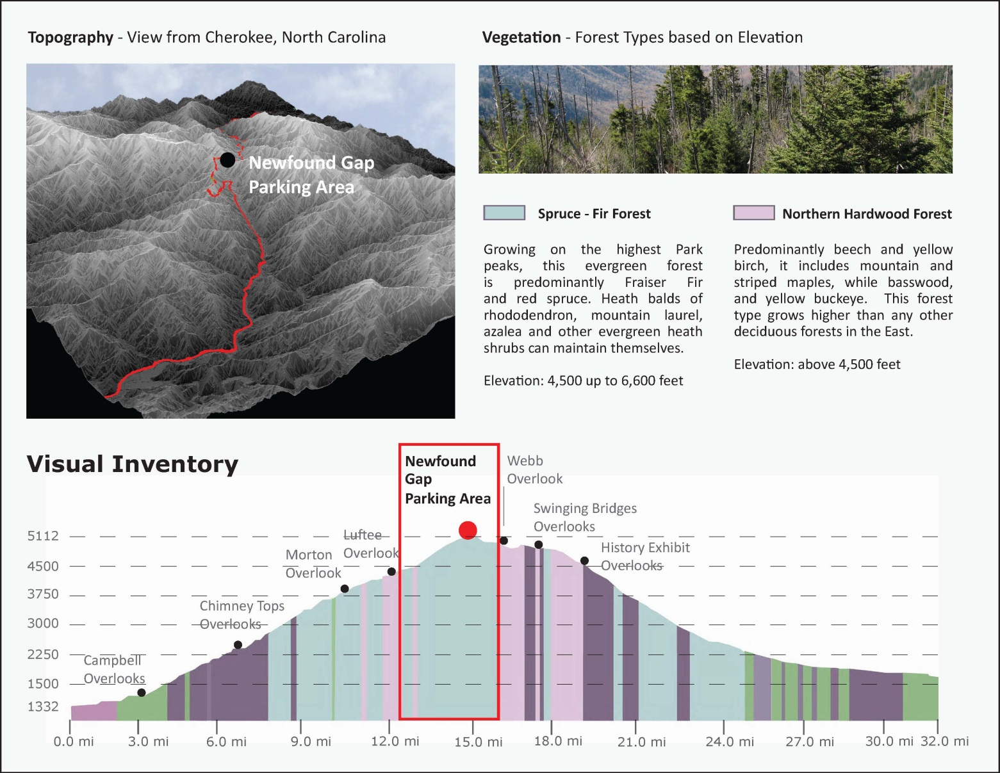 Topography - View from Cherokee, North Carolina
Newfound Gap
Parking Area
Vegetation - Forest Types based on Elevation
Spruce - Fir Forest
Growing on the highest Park
peaks, this evergreen forest
is predominantly Fraiser Fir
and red spruce. Heath balds of
rhododendron, mountain laurel,
azalea and other evergreen heath
shrubs can maintain themselves.
Elevation: 4,500 up to 6,600 feet
Northern Hardwood Forest
Predominantly beech and yellow
birch, it includes mountain and
striped maples, while basswood,
and yellow buckeye. This forest
type grows higher than any other
deciduous forests in the East.
Elevation: above 4,500 feet
Visual Inventory
Newfound
Gap
Parking Area
Webb
Overlook
Swinging Bridges
Overlooks
History Exhibit
Overlooks
Luftee
Overlook
Morton
Overlook
Chimney Tops
Overlooks
Campbell
Overlooks
5112
4500
3750
3000
2250
1500
1332
0.0 mi
3.0 mi
6.0 mi
9.0 mi
12.0 mi
15.0 mi
18.0 mi
21.0 mi
24.0 mi
27.0 mi
30.0 mi
32.0 mi